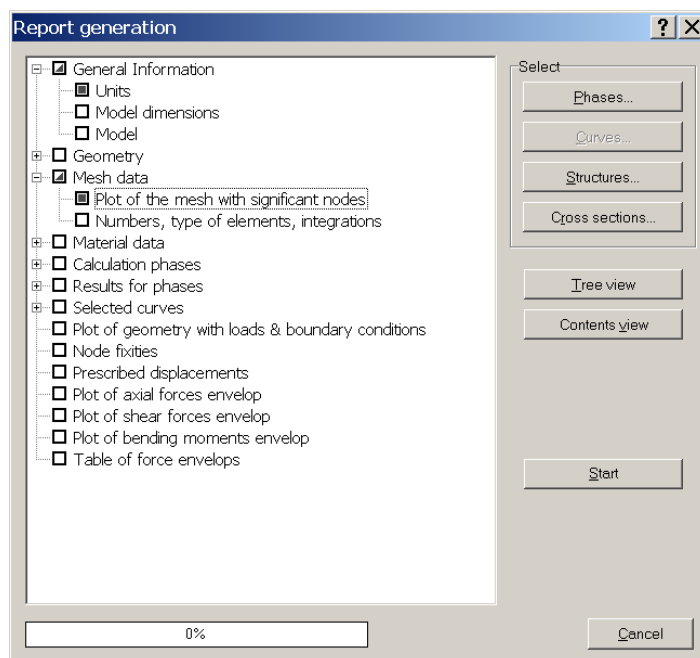 Report generation
General Information
Units
Model dimensions
Model
Geometry
Mesh data
Plot of the mesh with significant nodes
Numbers, type of elements, integrations
Material data
Calculation phases
Results for phases
Selected curves
Plot of geometry with loads & boundary conditions
Node fixities
Prescribed displacements
Plot of axial forces envelop
Plot of shear forces envelop
Plot of bending moments envelop
Table of force envelops
Select
Phases...
Curves...
Structures...
Cross sections...
Tree view
Contents view
Start
0%
Cancel